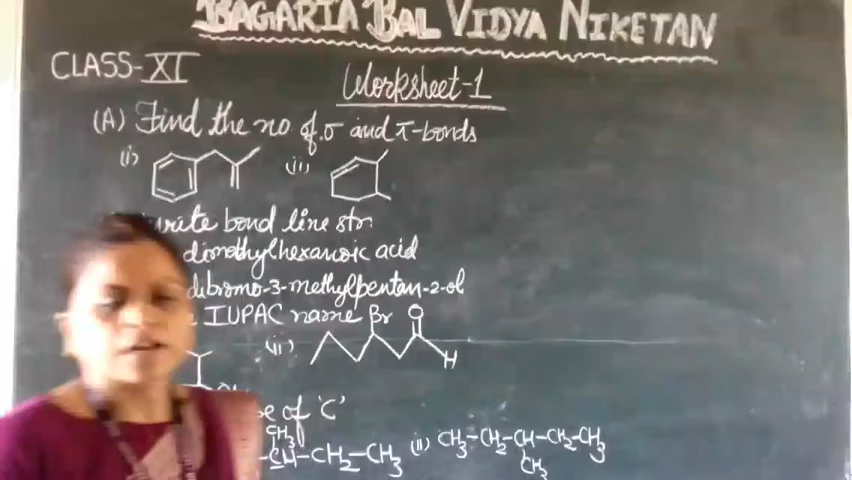 BAGARIA BAL VIDYA NIKETAN
CLASS-XI
Worksheet-1
(A) Find the no of σ and π-bonds
(i) (ii)
write bond line str
dimethylhexanoic acid
dibromo-3-methylpentan-2-ol
IUPAC name
(ii) Br O H
of 'C'
CH3
CH-CH2-CH3 (ii) CH3-CH2-CH-CH2-CH3
CH3